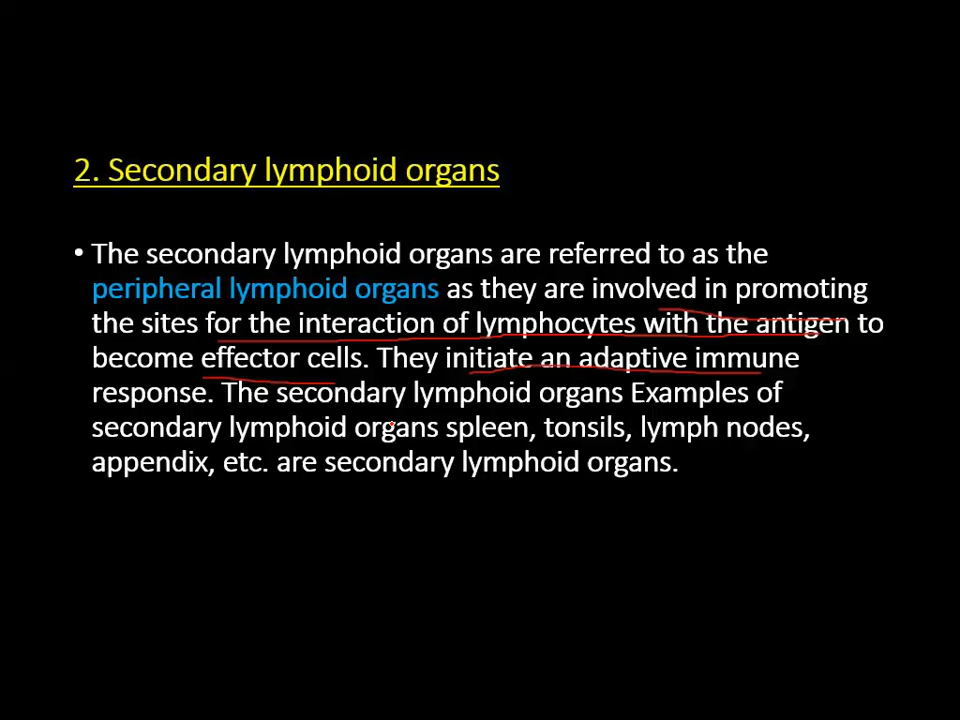 2. Secondary lymphoid organs
• The secondary lymphoid organs are referred to as the
peripheral lymphoid organs as they are involved in promoting
the sites for the interaction of lymphocytes with the antigen to
become effector cells. They initiate an adaptive immune
response. The secondary lymphoid organs Examples of
secondary lymphoid organs spleen, tonsils, lymph nodes,
appendix, etc. are secondary lymphoid organs.